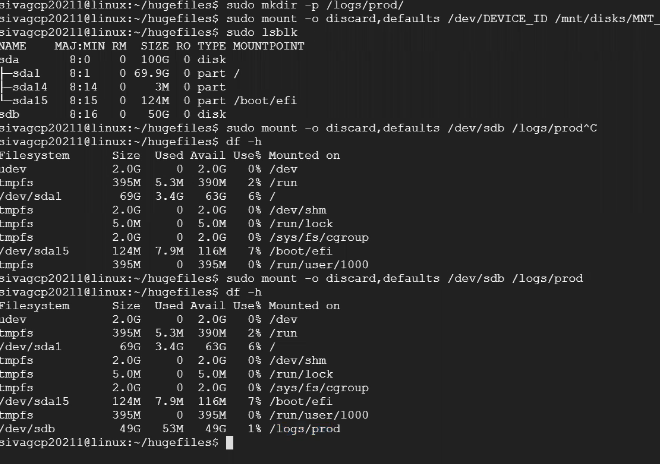 sivagcp20211@linux:~/hugefiles$ sudo mkdir -p /logs/prod/
sivagcp20211@linux:~/hugefiles$ sudo mount -o discard,defaults /dev/DEVICE_ID /mnt/disks/MNT_
sivagcp20211@linux:~/hugefiles$ sudo lsblk
NAME    MAJ:MIN RM  SIZE RO TYPE MOUNTPOINT
sda       8:0    0  100G  0 disk
├─sda1    8:1    0 69.9G  0 part /
├─sda14   8:14   0    3M  0 part
└─sda15   8:15   0  124M  0 part /boot/efi
sdb       8:16   0   50G  0 disk
sivagcp20211@linux:~/hugefiles$ sudo mount -o discard,defaults /dev/sdb /logs/prod^C
sivagcp20211@linux:~/hugefiles$ df -h
Filesystem      Size  Used Avail Use% Mounted on
udev            2.0G     0  2.0G   0% /dev
tmpfs           395M  5.3M  390M   2% /run
/dev/sda1        69G  3.4G   63G   6% /
tmpfs           2.0G     0  2.0G   0% /dev/shm
tmpfs           5.0M     0  5.0M   0% /run/lock
tmpfs           2.0G     0  2.0G   0% /sys/fs/cgroup
/dev/sda15      124M  7.9M  116M   7% /boot/efi
tmpfs           395M     0  395M   0% /run/user/1000
sivagcp20211@linux:~/hugefiles$ sudo mount -o discard,defaults /dev/sdb /logs/prod
sivagcp20211@linux:~/hugefiles$ df -h
Filesystem      Size  Used Avail Use% Mounted on
udev            2.0G     0  2.0G   0% /dev
tmpfs           395M  5.3M  390M   2% /run
/dev/sda1        69G  3.4G   63G   6% /
tmpfs           2.0G     0  2.0G   0% /dev/shm
tmpfs           5.0M     0  5.0M   0% /run/lock
tmpfs           2.0G     0  2.0G   0% /sys/fs/cgroup
/dev/sda15      124M  7.9M  116M   7% /boot/efi
tmpfs           395M     0  395M   0% /run/user/1000
/dev/sdb         49G   53M   49G   1% /logs/prod
sivagcp20211@linux:~/hugefiles$